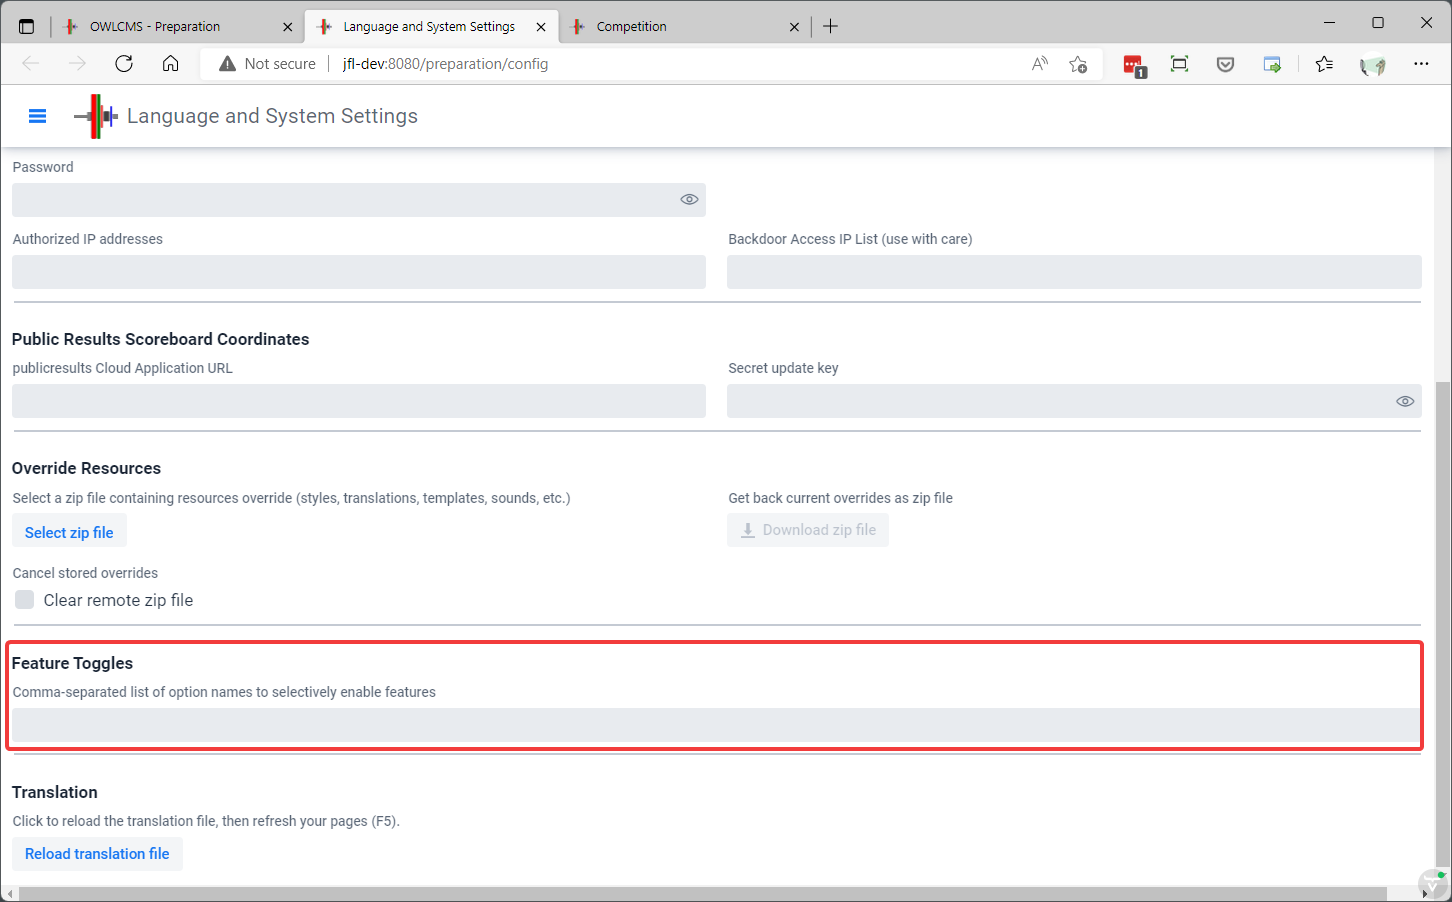 OWLCMS - Preparation
Language and System Settings
Competition
Not secure
jfl-dev:8080/preparation/config
1
Language and System Settings
Password
Authorized IP addresses
Backdoor Access IP List (use with care)
Public Results Scoreboard Coordinates
publicresults Cloud Application URL
Secret update key
Override Resources
Select a zip file containing resources override (styles, translations, templates, sounds, etc.)
Get back current overrides as zip file
Select zip file
Download zip file
Cancel stored overrides
Clear remote zip file
Feature Toggles
Comma-separated list of option names to selectively enable features
Translation
Click to reload the translation file, then refresh your pages (F5).
Reload translation file